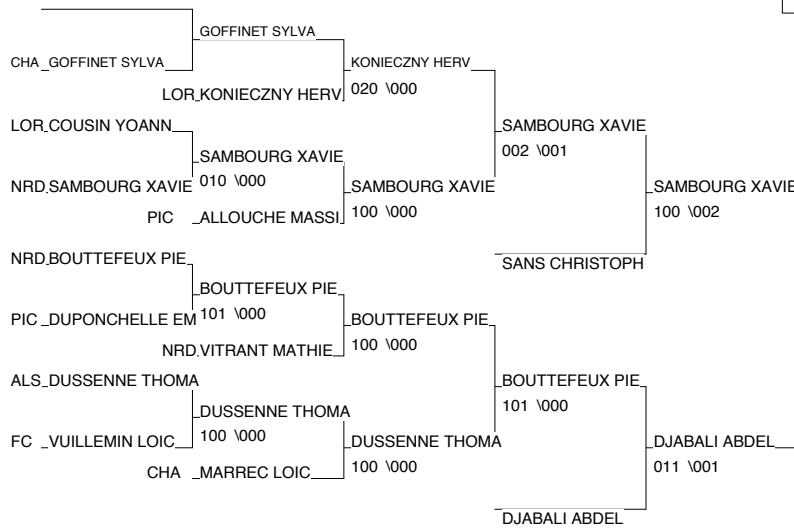 GOFFINET SYLVA
CHA GOFFINET SYLVA KONIECZNY HERV
LOR KONIECZNY HERV 020 \000
LOR COUSIN YOANN SAMBOURG XAVIE
002 \001
SAMBOURG XAVIE
010 \000
NRD SAMBOURG XAVIE SAMBOURG XAVIE SAMBOURG XAVIE
100 \000 100 \002
PIC ALLOUCHE MASSI
NRD BOUTTEFEUX PIE SANS CHRISTOPH
BOUTTEFEUX PIE
101 \000
PIC DUPONCHELLE EM BOUTTEFEUX PIE
100 \000
NRD VITRANT MATHIE
ALS DUSSENNE THOMA BOUTTEFEUX PIE
101 \000
DUSSENNE THOMA
100 \000
FC VUILLEMIN LOIC DUSSENNE THOMA DJABALI ABDEL
100 \000 011 \001
CHA MARREC LOIC
DJABALI ABDEL